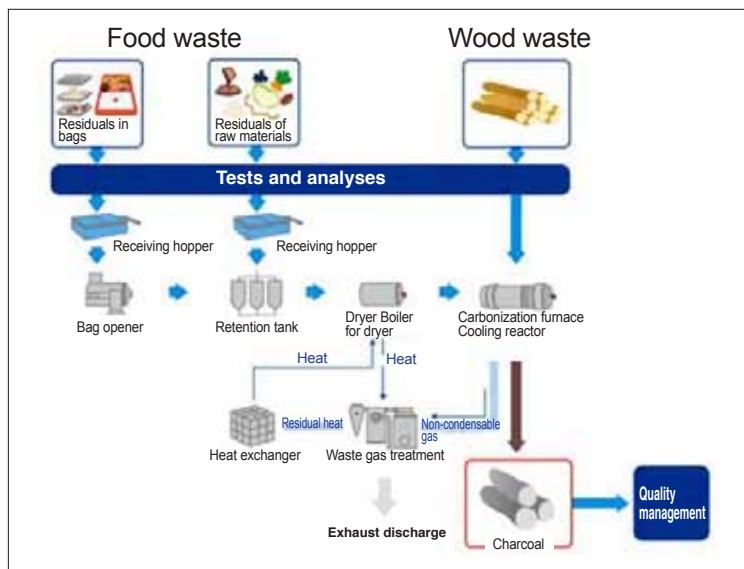 Food waste
Wood waste
Residuals in
bags
Residuals of
raw materials
Tests and analyses
Receiving hopper
Receiving hopper
Bag opener
Retention tank
Dryer Boiler
for dryer
Carbonization furnace
Cooling reactor
Heat
Heat
Residual heat
Non-condensable
gas
Heat exchanger
Waste gas treatment
Quality
management
Exhaust discharge
Charcoal